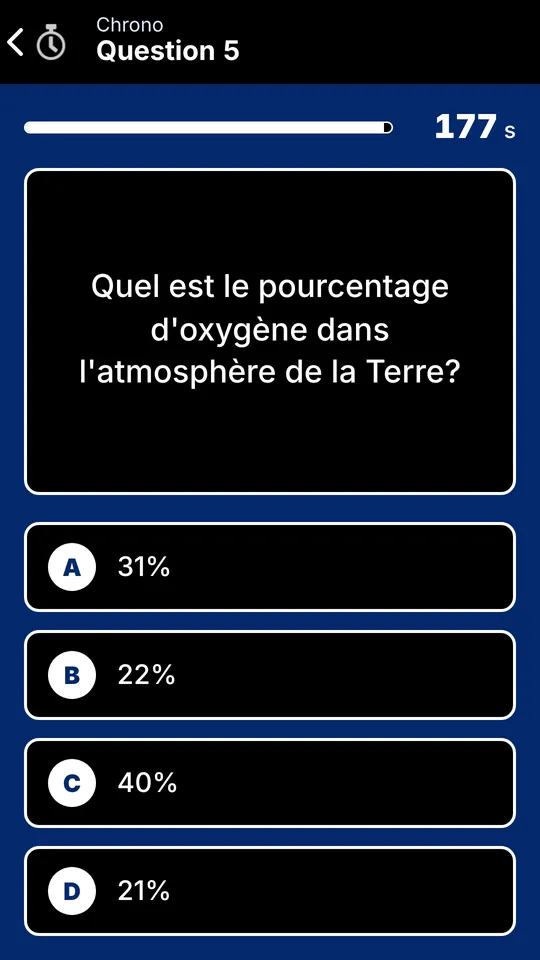 Chrono
Question 5
177 s
Quel est le pourcentage
d'oxygène dans
l'atmosphère de la Terre?
A 31%
B 22%
C 40%
D 21%